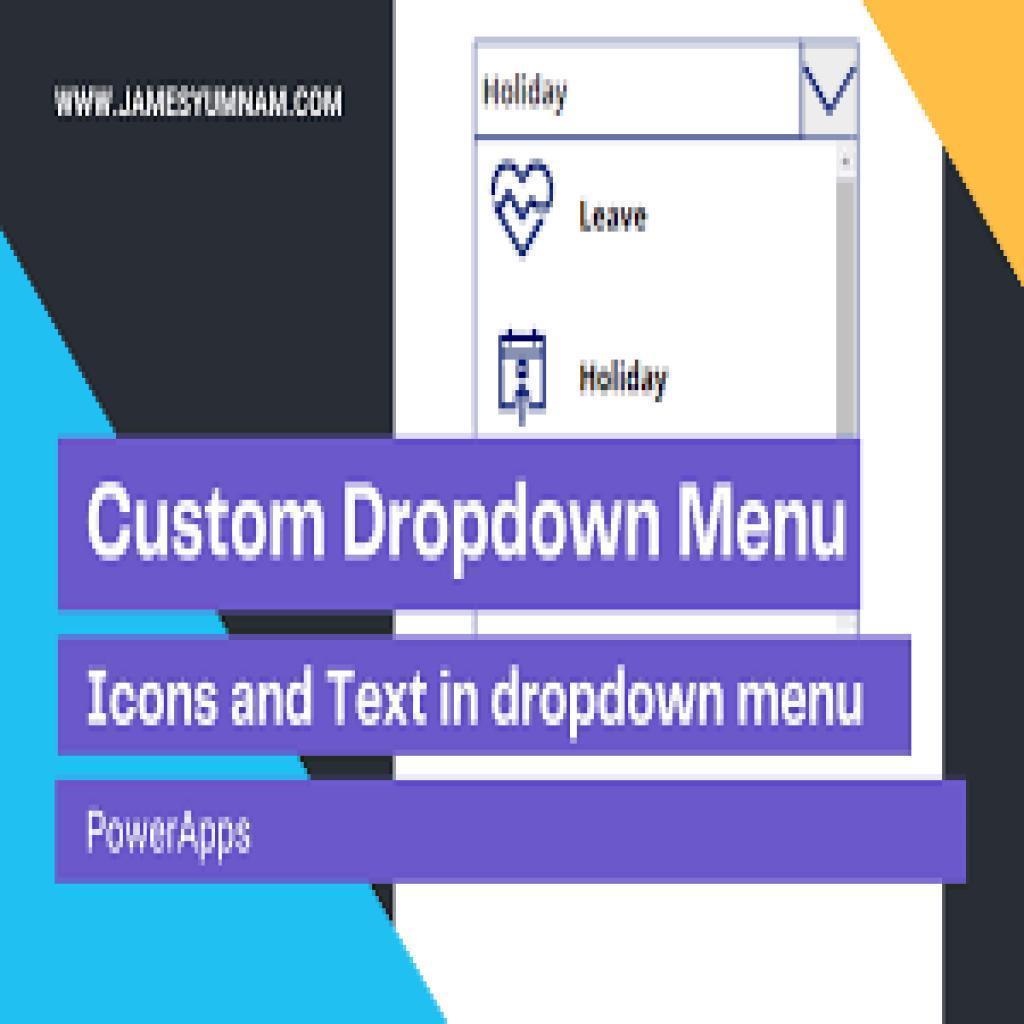 WWW.JAMESYUMNAM.COM
Holiday
Leave
Holiday
Custom Dropdown Menu
Icons and Text in dropdown menu
PowerApps